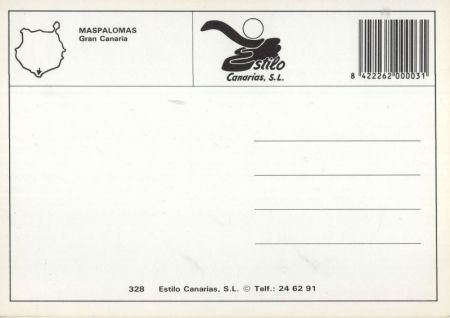 MASPALOMAS
Gran Canaria
Estilo
Canarias, S.L.
8 422262 000031
328 Estilo Canarias, S.L. © Telf.: 24 62 91